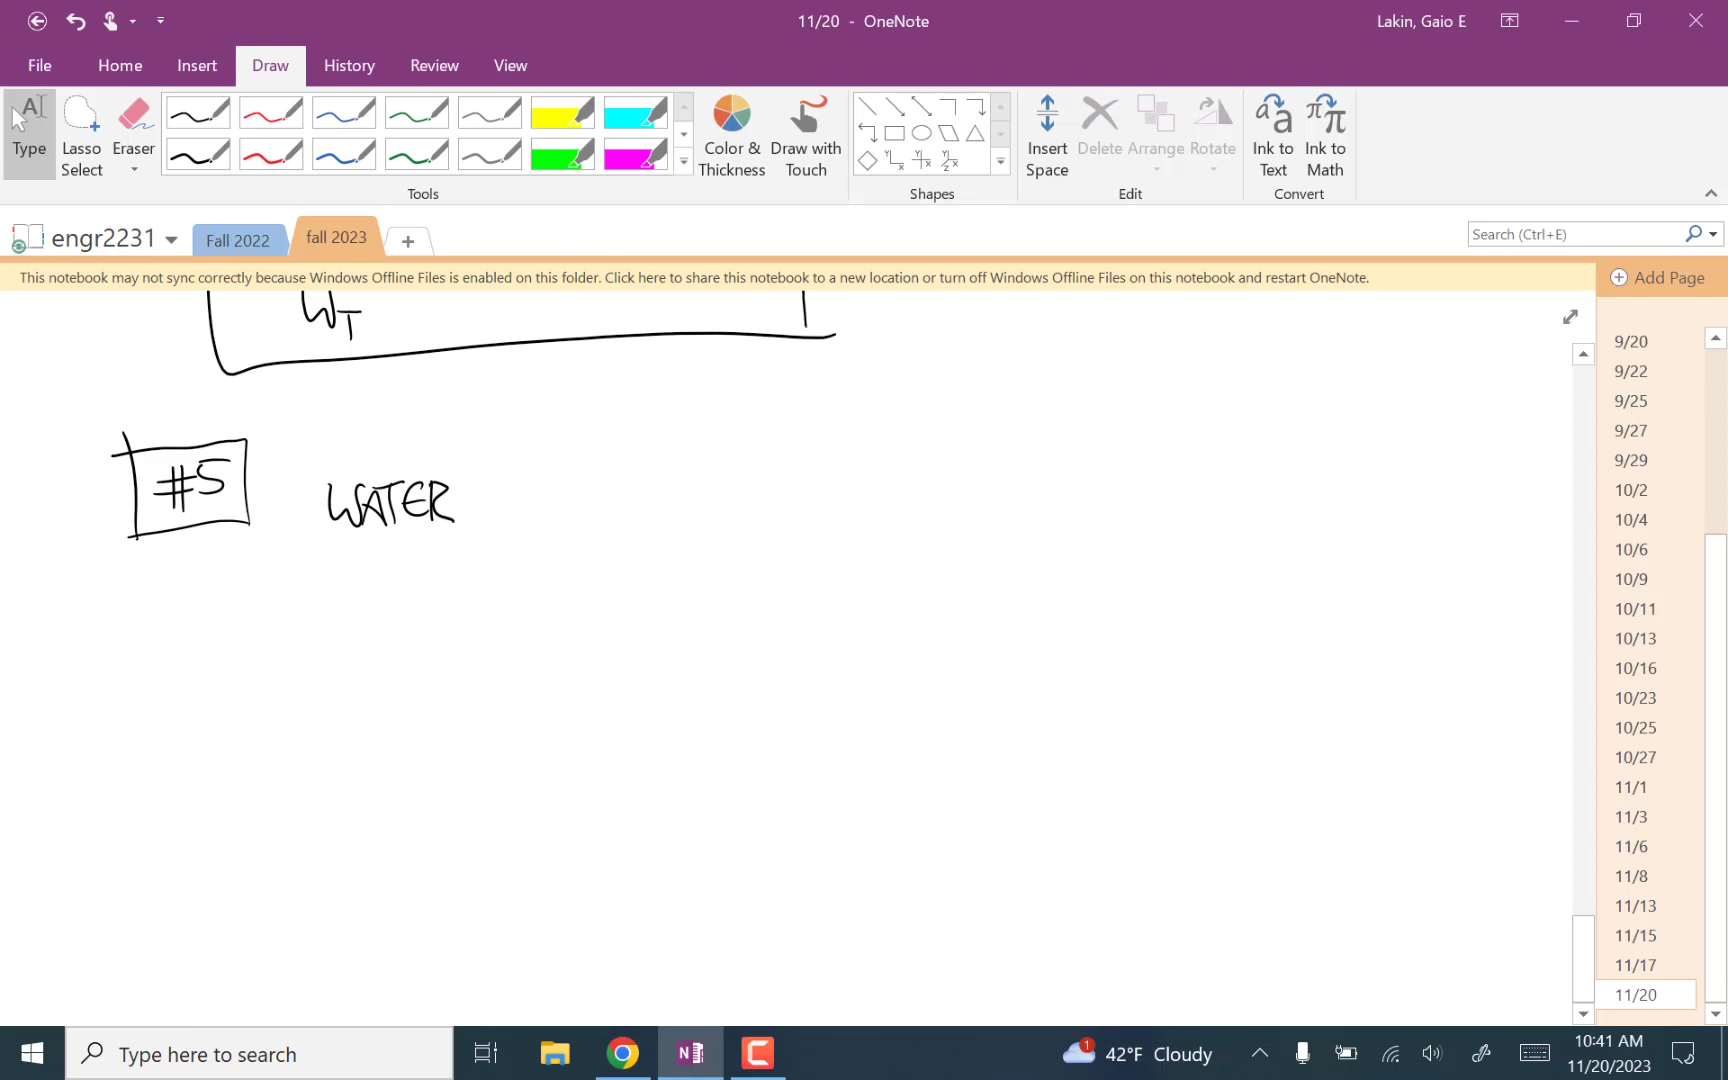 11/20 - OneNote
Lakin, Gaio E
File Home Insert Draw History Review View
Type
Lasso Select
Eraser
Color & Thickness
Draw with Touch
Insert Space
Delete
Arrange
Rotate
Ink to Text
Ink to Math
Tools Shapes Edit Convert
engr2231
Fall 2022
fall 2023
Search (Ctrl+E)
This notebook may not sync correctly because Windows Offline Files is enabled on this folder. Click here to share this notebook to a new location or turn off Windows Offline Files on this notebook and restart OneNote.
Add Page
WT
#5 WATER
9/20
9/22
9/25
9/27
9/29
10/2
10/4
10/6
10/9
10/11
10/13
10/16
10/23
10/25
10/27
11/1
11/3
11/6
11/8
11/13
11/15
11/17
11/20
Type here to search
1
42°F Cloudy
10:41 AM
11/20/2023